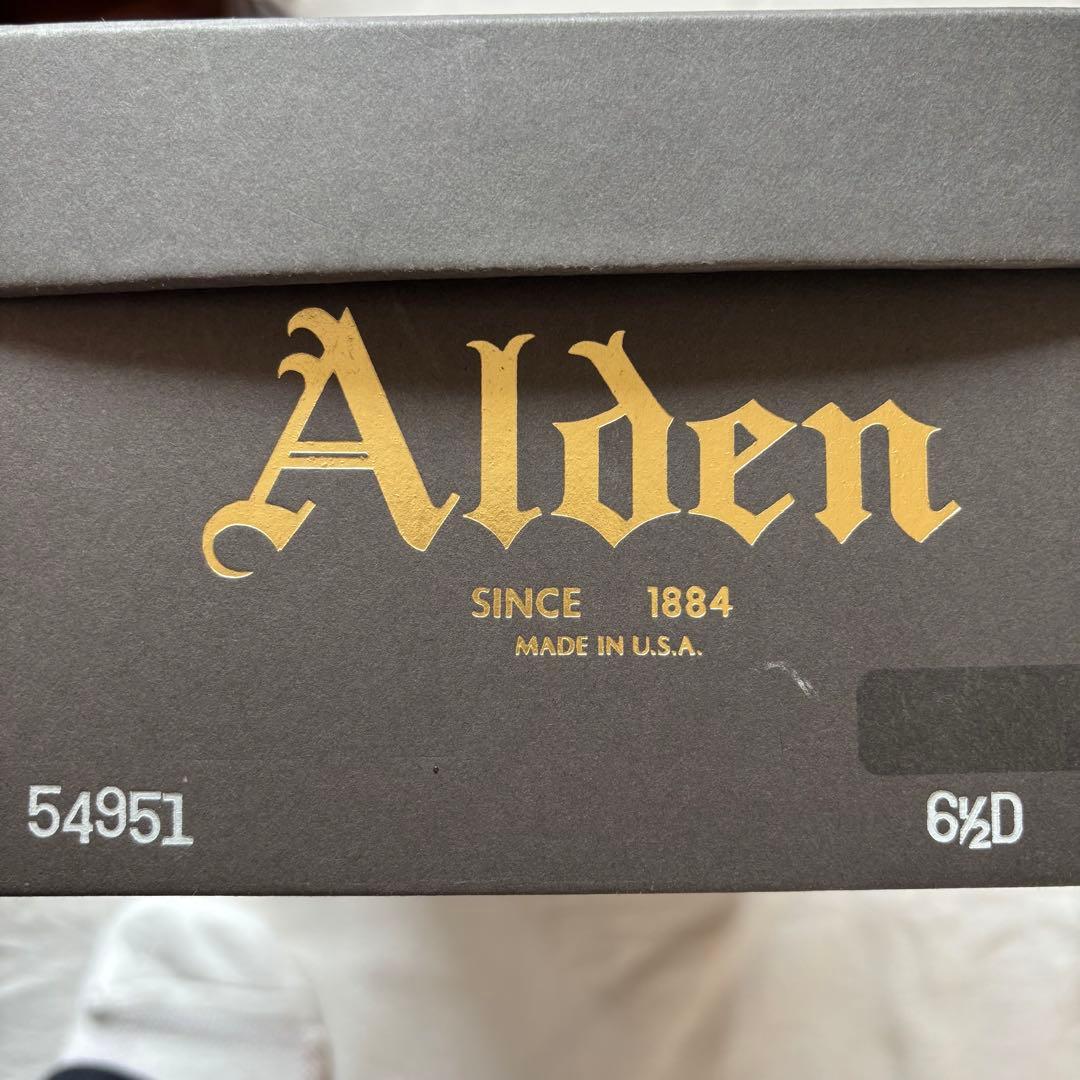 Alden
SINCE 1884
MADE IN U.S.A.
54951 6½D